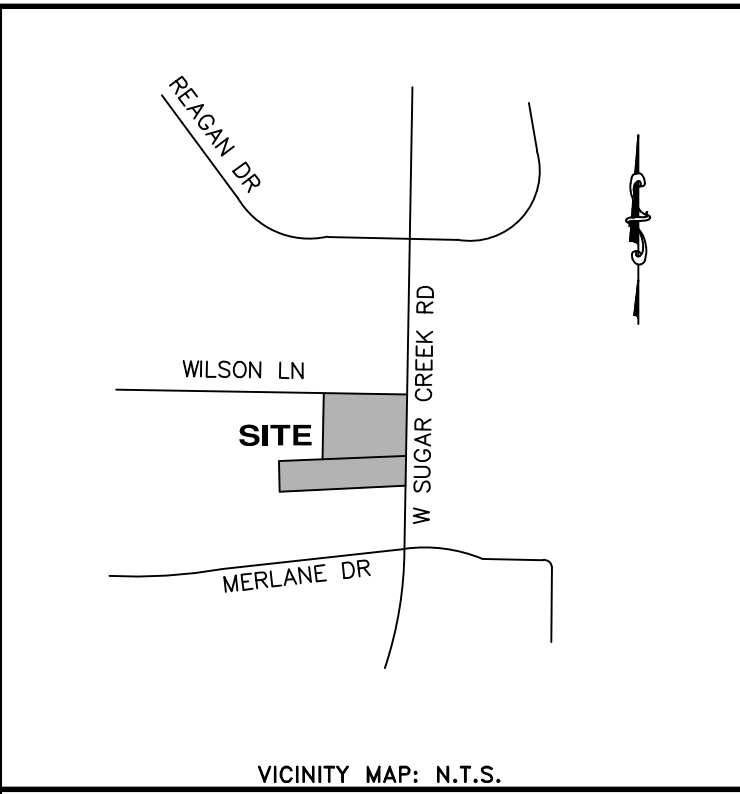 REAGAN DR
W SUGAR CREEK RD
WILSON LN
SITE
MERLANE DR
VICINITY MAP: N.T.S.